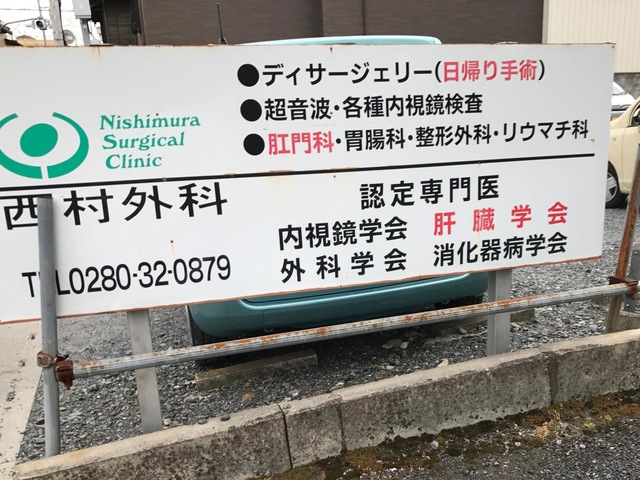 Nishimura
Surgical
Clinic
西村外科
TEL0280-32-0879
●ディサージェリー(日帰り手術)
●超音波・各種内視鏡検査
●肛門科・胃腸科・整形外科・リウマチ科
認定専門医
内視鏡学会 肝臓学会
外科学会 消化器病学会